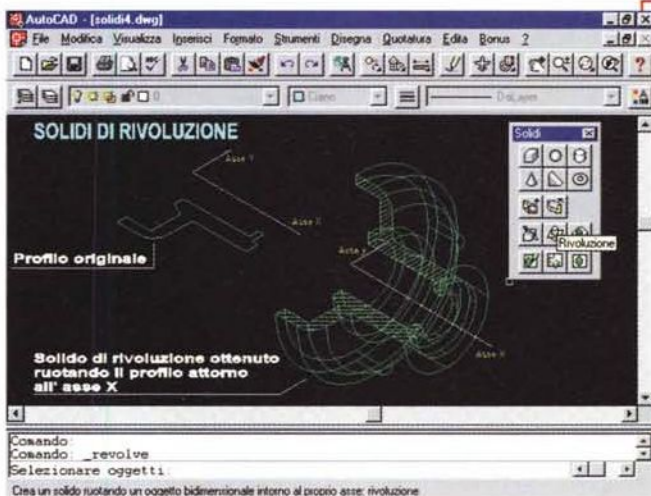 AutoCAD - [solidi4.dwg]
File Modifica Visualizza Inserisci Formato Strumenti Disegna Quotatura Edita Bonus ?
0 Ciano DaLayer
SOLIDI DI RIVOLUZIONE
Solidi
Asse Y
Asse X
Rivoluzione
Profilo originale
Asse Y
Asse X
Solido di rivoluzione ottenuto
ruotando il profilo attorno
all' asse X
Comando:
Comando: _revolve
Selezionare oggetti:
Crea un solido ruotando un oggetto bidimensionale intorno al proprio asse: rivoluzione